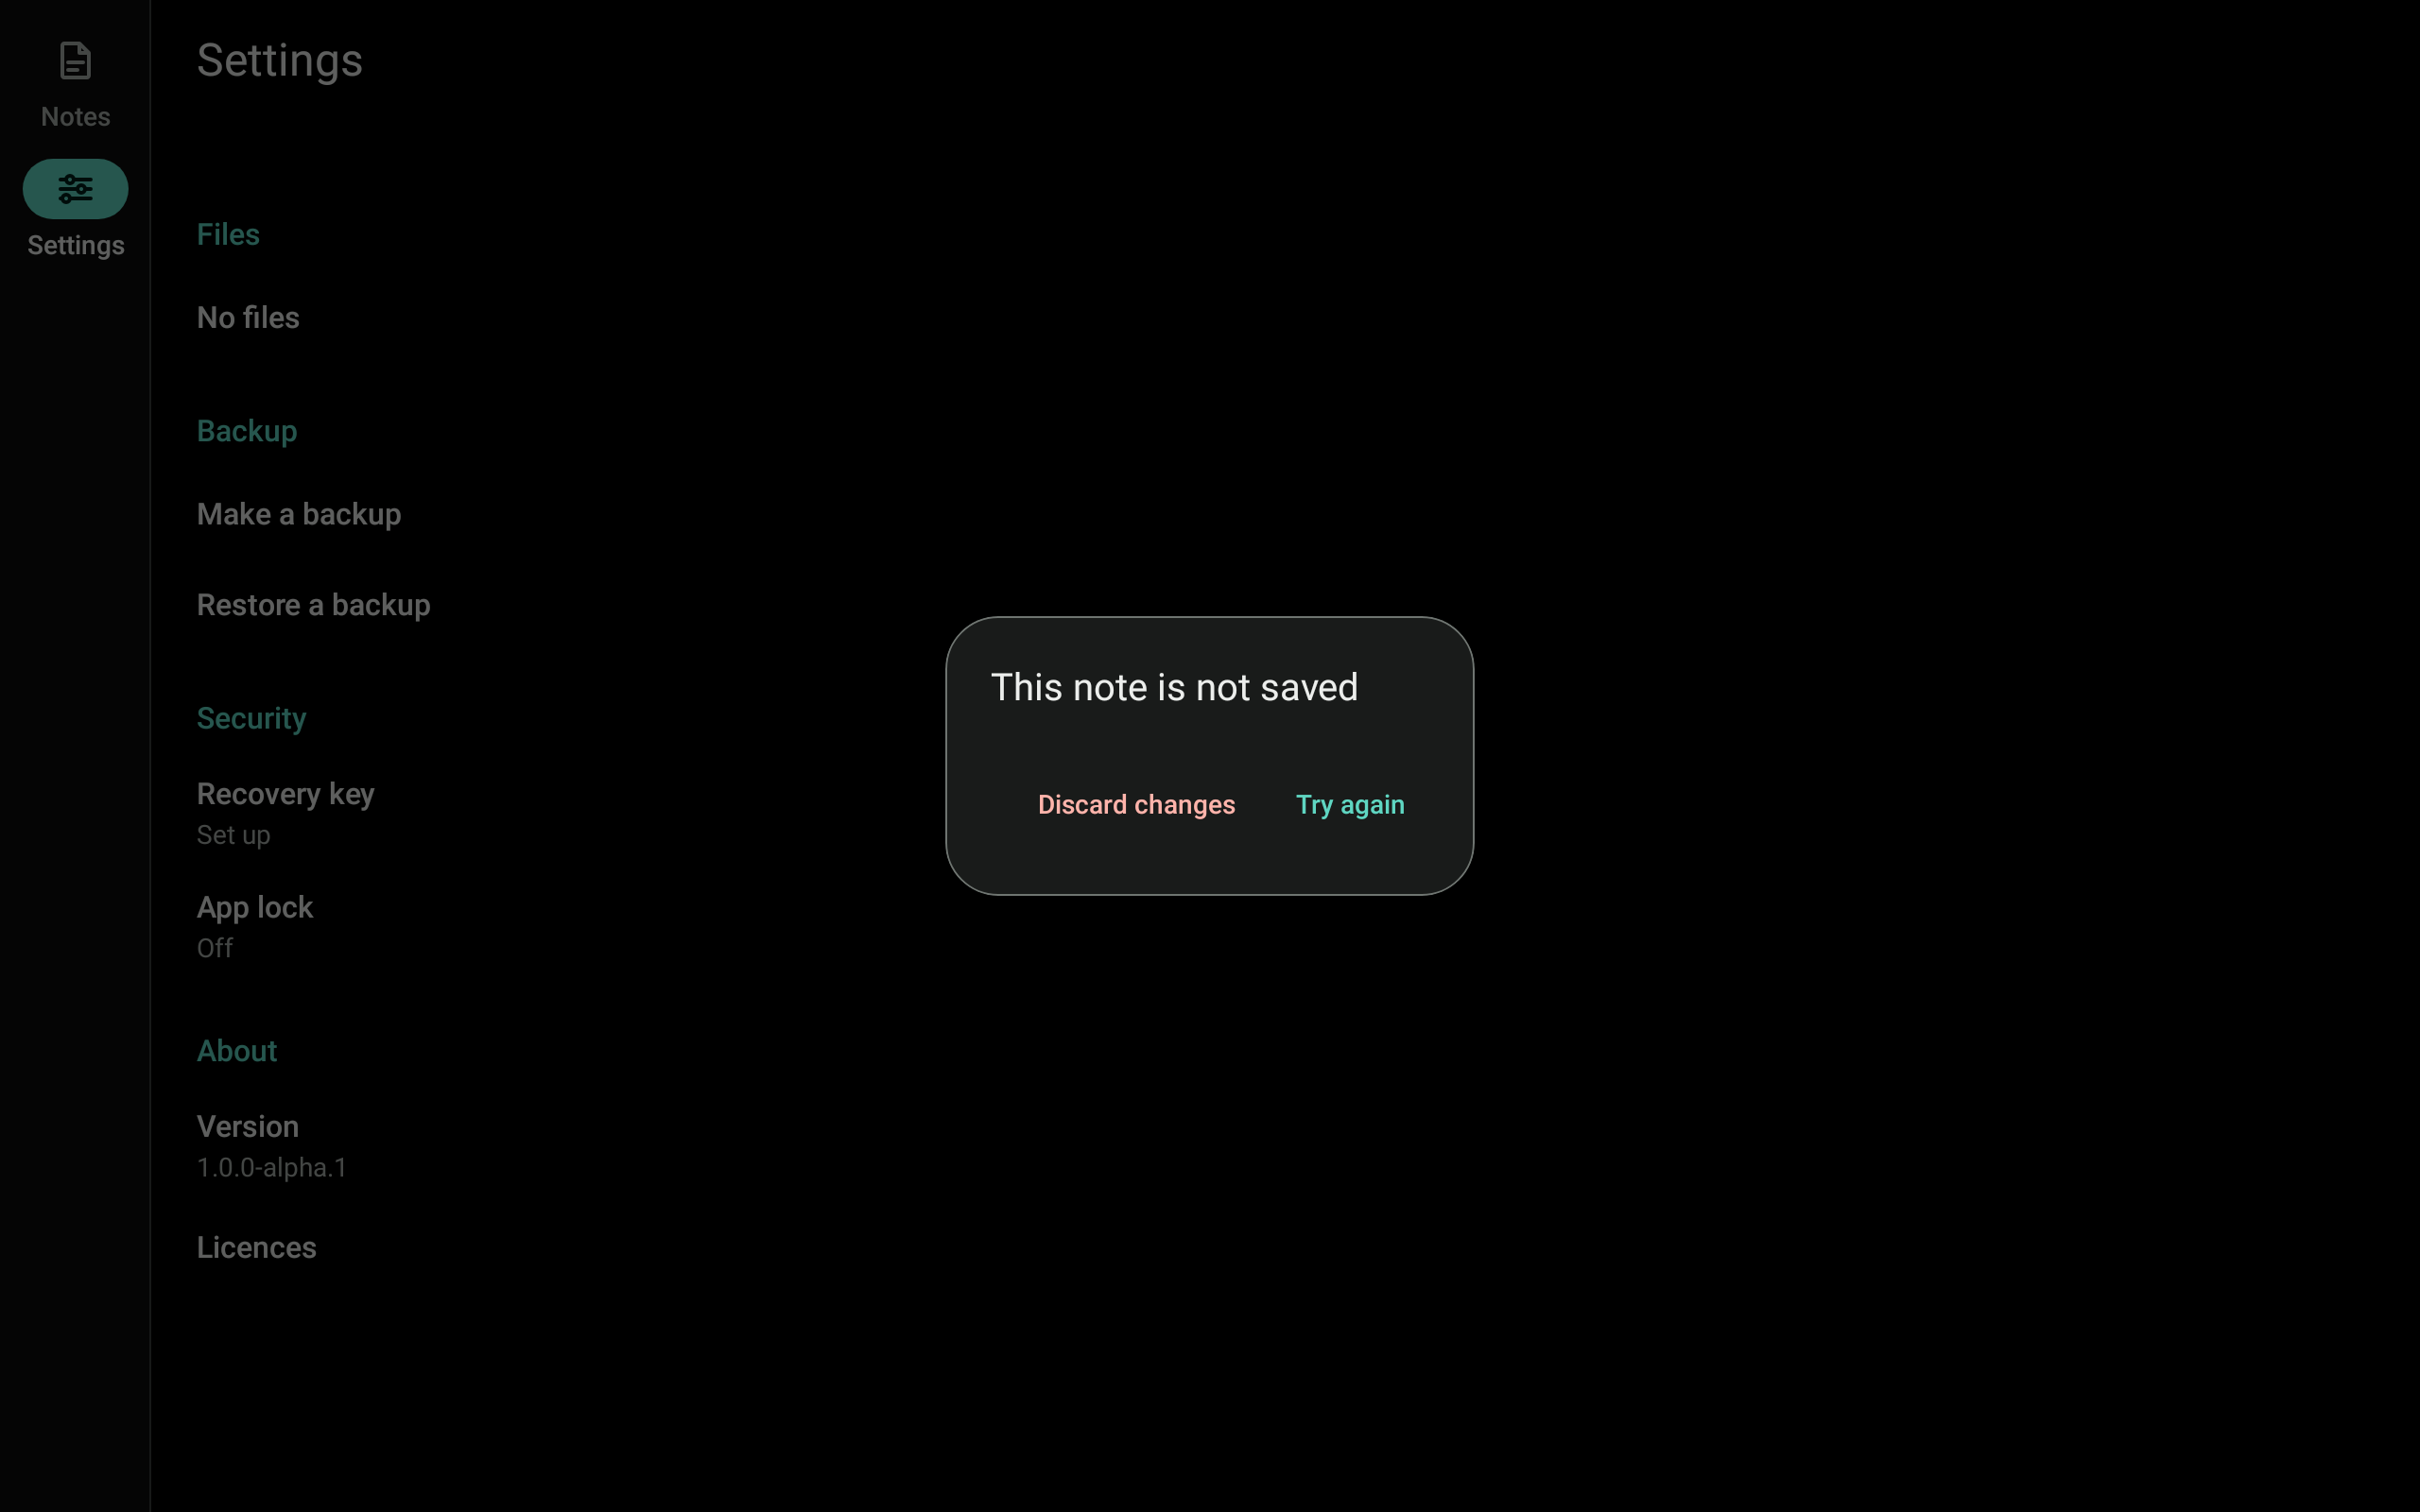 Settings
Notes
Settings
Files
No files
Backup
Make a backup
Restore a backup
Security
Recovery key
Set up
App lock
Off
About
Version
1.0.0-alpha.1
Licences
This note is not saved
Discard changes
Try again